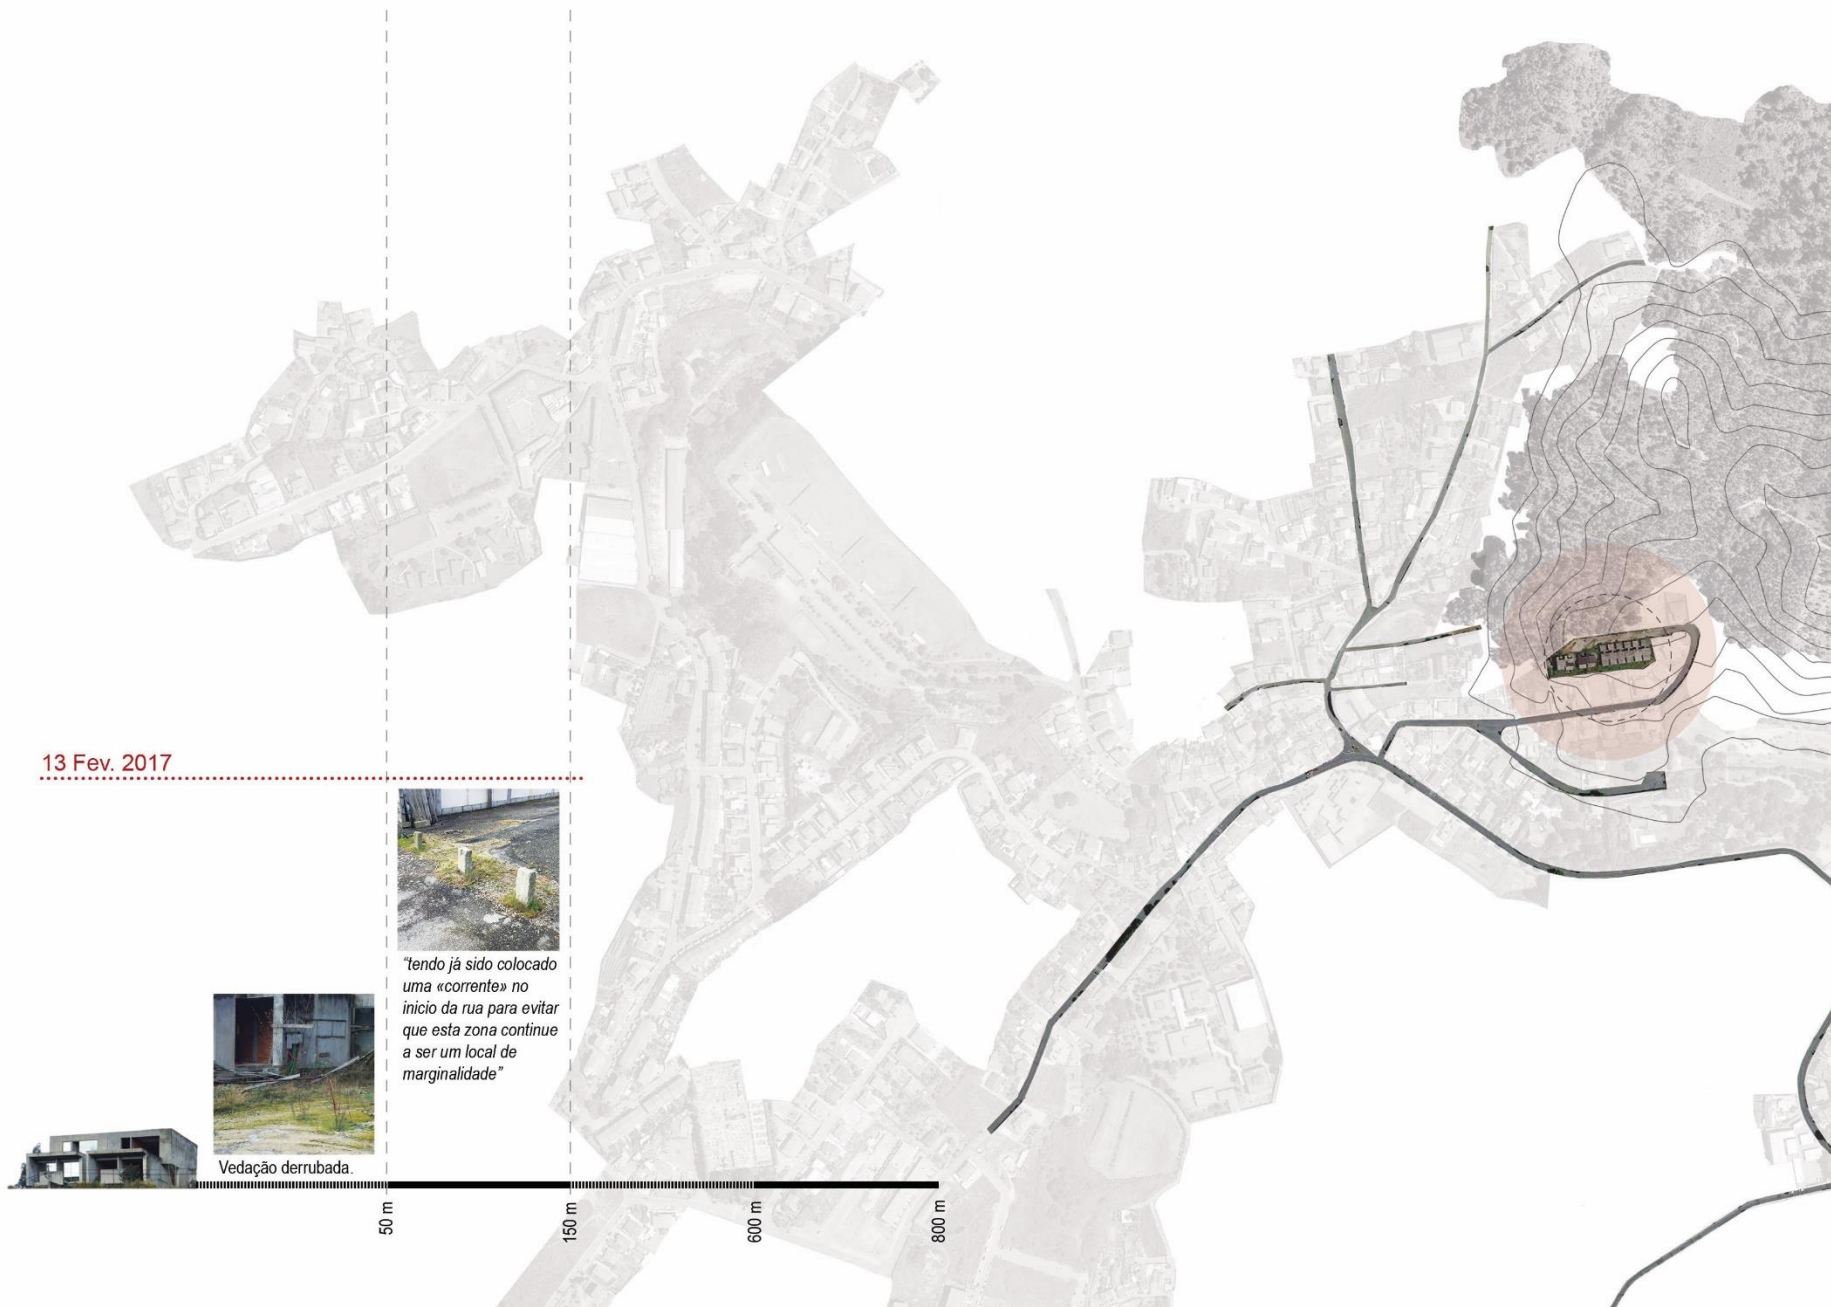 13 Fev. 2017
“tendo já sido colocado
uma «corrente» no
inicio da rua para evitar
que esta zona continue
a ser um local de
marginalidade”
Vedação derrubada.
50 m
150 m
600 m
800 m